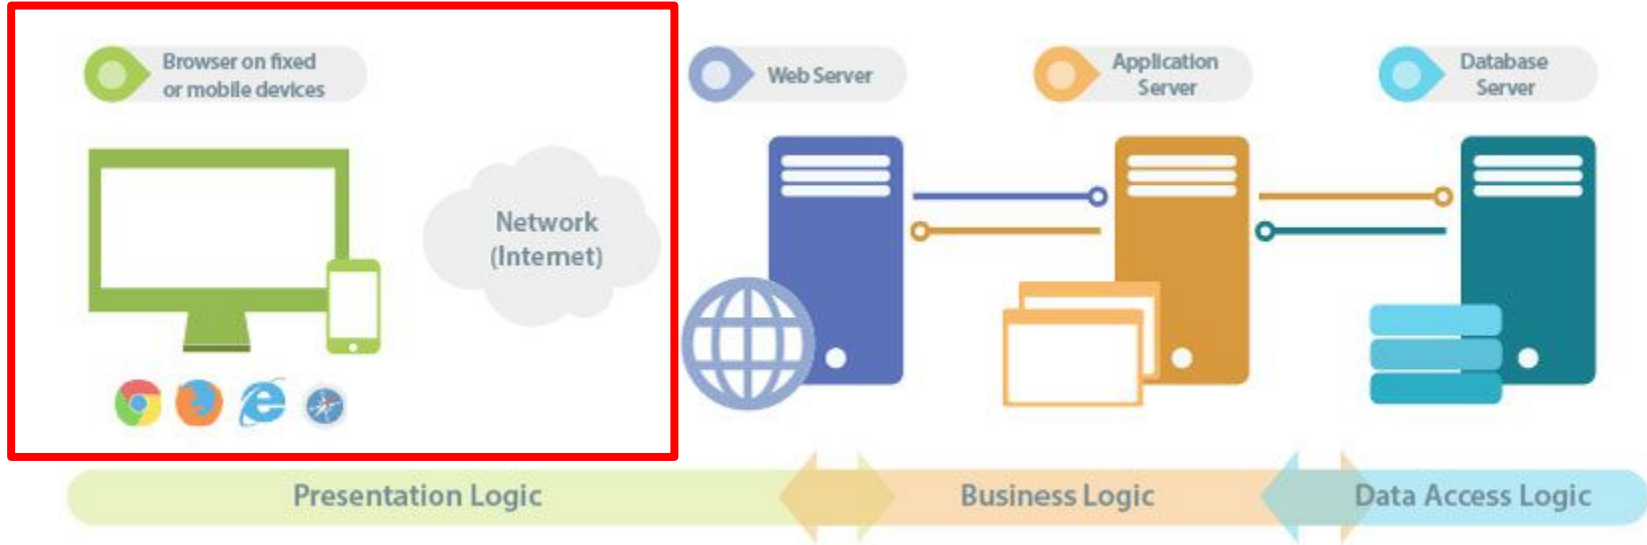 Browser on fixed
or mobile devices
Web Server
Application
Server
Database
Server
Network
(Internet)
Presentation Logic
Business Logic
Data Access Logic